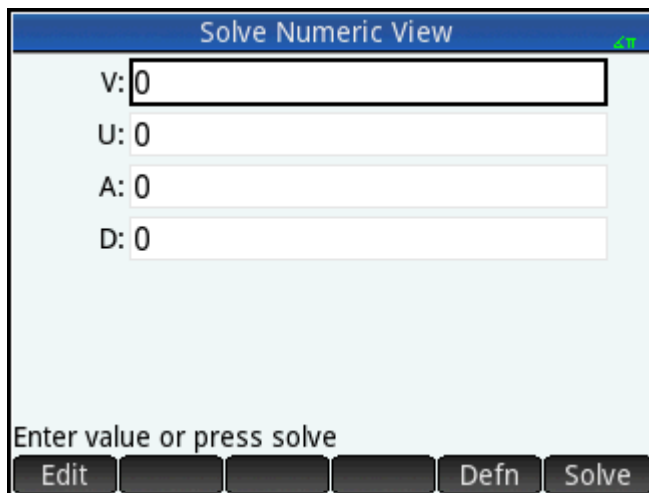 Solve Numeric View
∠π
V: 0
U: 0
A: 0
D: 0
Enter value or press solve
Edit Defn Solve